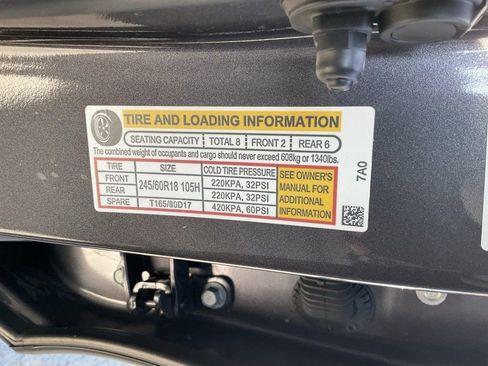 TIRE AND LOADING INFORMATION
SEATING CAPACITY TOTAL 8 FRONT 2 REAR 6
The combined weight of occupants and cargo should never exceed 608kg or 1340lbs.
TIRE SIZE COLD TIRE PRESSURE
FRONT 245/60R18 105H 220KPA, 32PSI
REAR 220KPA, 32PSI
SPARE T165/80D17 420KPA, 60PSI
SEE OWNER'S
MANUAL FOR
ADDITIONAL
INFORMATION
7A0